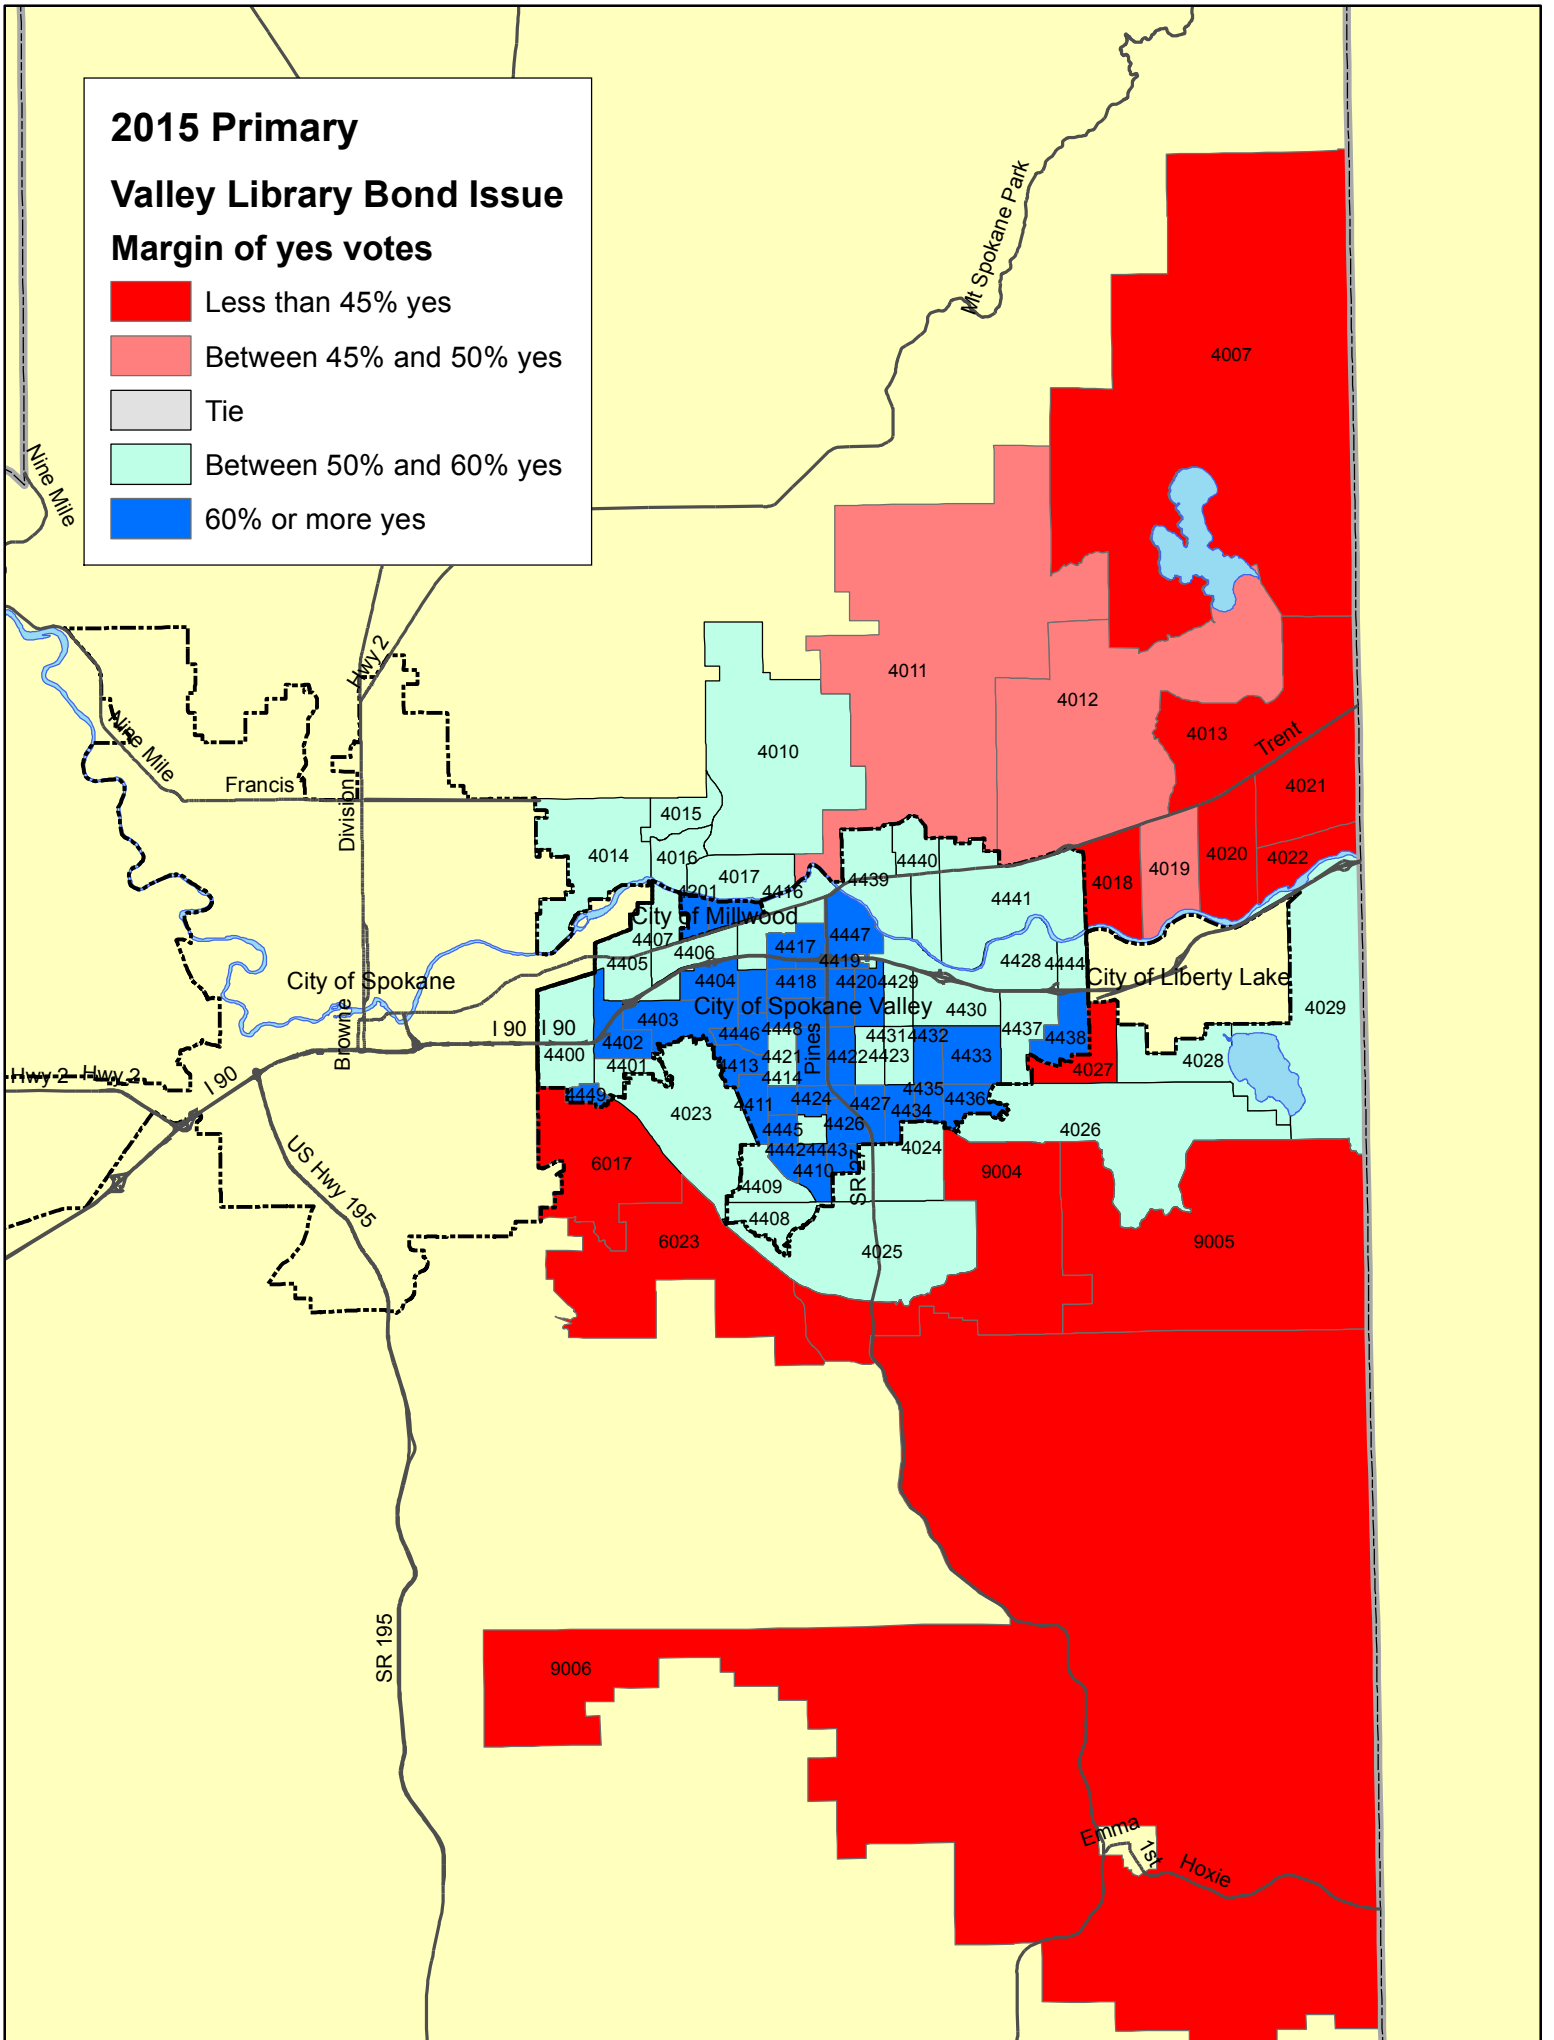 2015 Primary
Valley Library Bond Issue
Margin of yes votes
Less than 45% yes
Between 45% and 50% yes
Tie
Between 50% and 60% yes
60% or more yes
Mt Spokane Park
4007
Nine Mile
Hwy 2
4011
4012
4013
Trent
4021
Nine Mile
Francis
Division
4010
4015
4014
4016
4017
4201
4416
4439
4440
4441
4018
4019
4020
4022
City of Millwood
4407
4406
4405
4417
4447
4419
4404
4418
4420
4429
4428
4444
City of Spokane
City of Liberty Lake
City of Spokane Valley
4029
I 90
I 90
4403
4402
4400
4401
4446
4448
Pines
4430
4431
4432
4437
4438
4433
4413
4421
4414
4422
4423
4027
4028
Browne
Hwy 2
Hwy 2
I 90
4449
4023
4411
4424
4427
4435
4434
4436
4445
4426
4442
4443
4410
4024
4026
US Hwy 195
6017
4409
4408
SR 27
9004
6023
4025
9005
SR 195
9006
Emma
1st
Hoxie